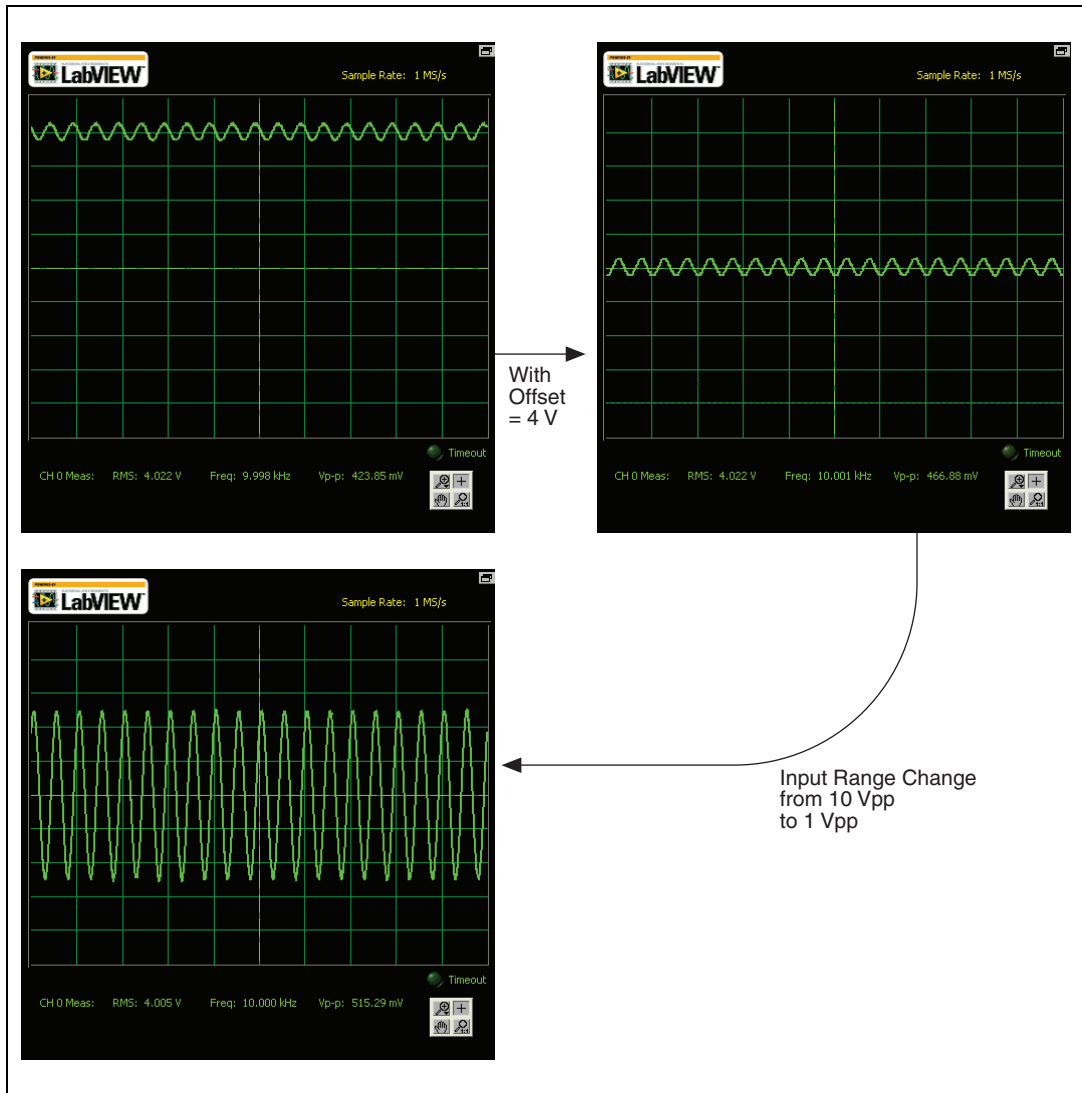 LabVIEW™
Sample Rate: 1 MS/s
Timeout
CH 0 Meas: RMS: 4.022 V Freq: 9.998 kHz Vp-p: 423.85 mV
With
Offset
= 4 V
LabVIEW™
Sample Rate: 1 MS/s
Timeout
CH 0 Meas: RMS: 4.022 V Freq: 10.001 kHz Vp-p: 466.88 mV
Input Range Change
from 10 Vpp
to 1 Vpp
LabVIEW™
Sample Rate: 1 MS/s
Timeout
CH 0 Meas: RMS: 4.005 V Freq: 10.000 kHz Vp-p: 515.29 mV